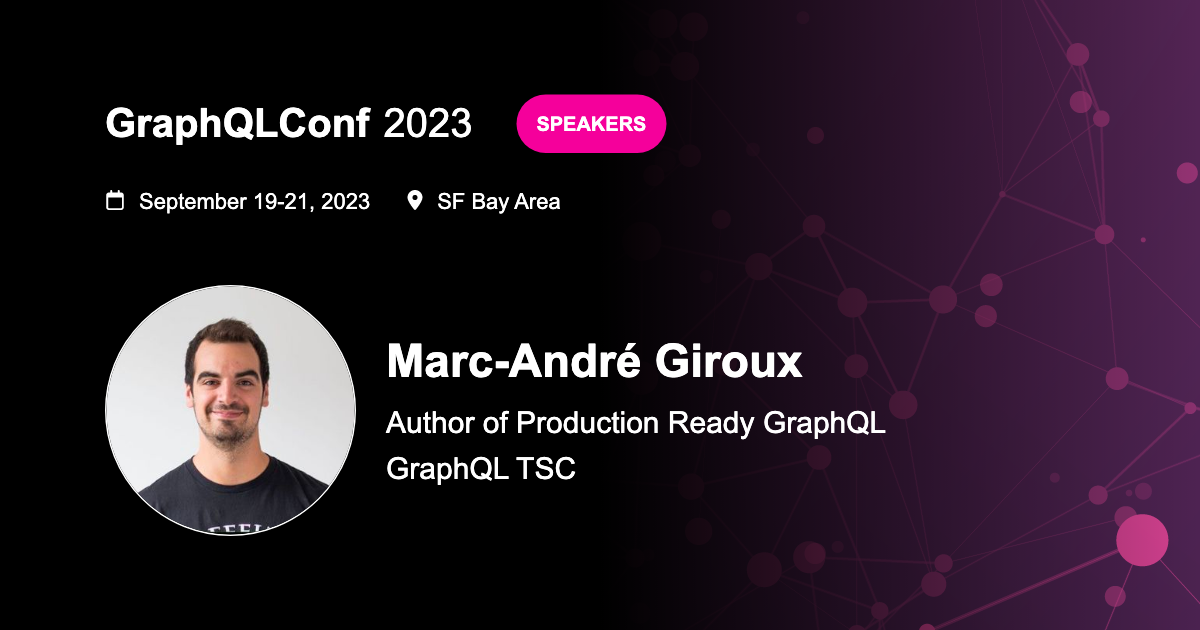 GraphQLConf 2023 SPEAKERS
September 19-21, 2023 SF Bay Area
Marc-André Giroux
Author of Production Ready GraphQL
GraphQL TSC